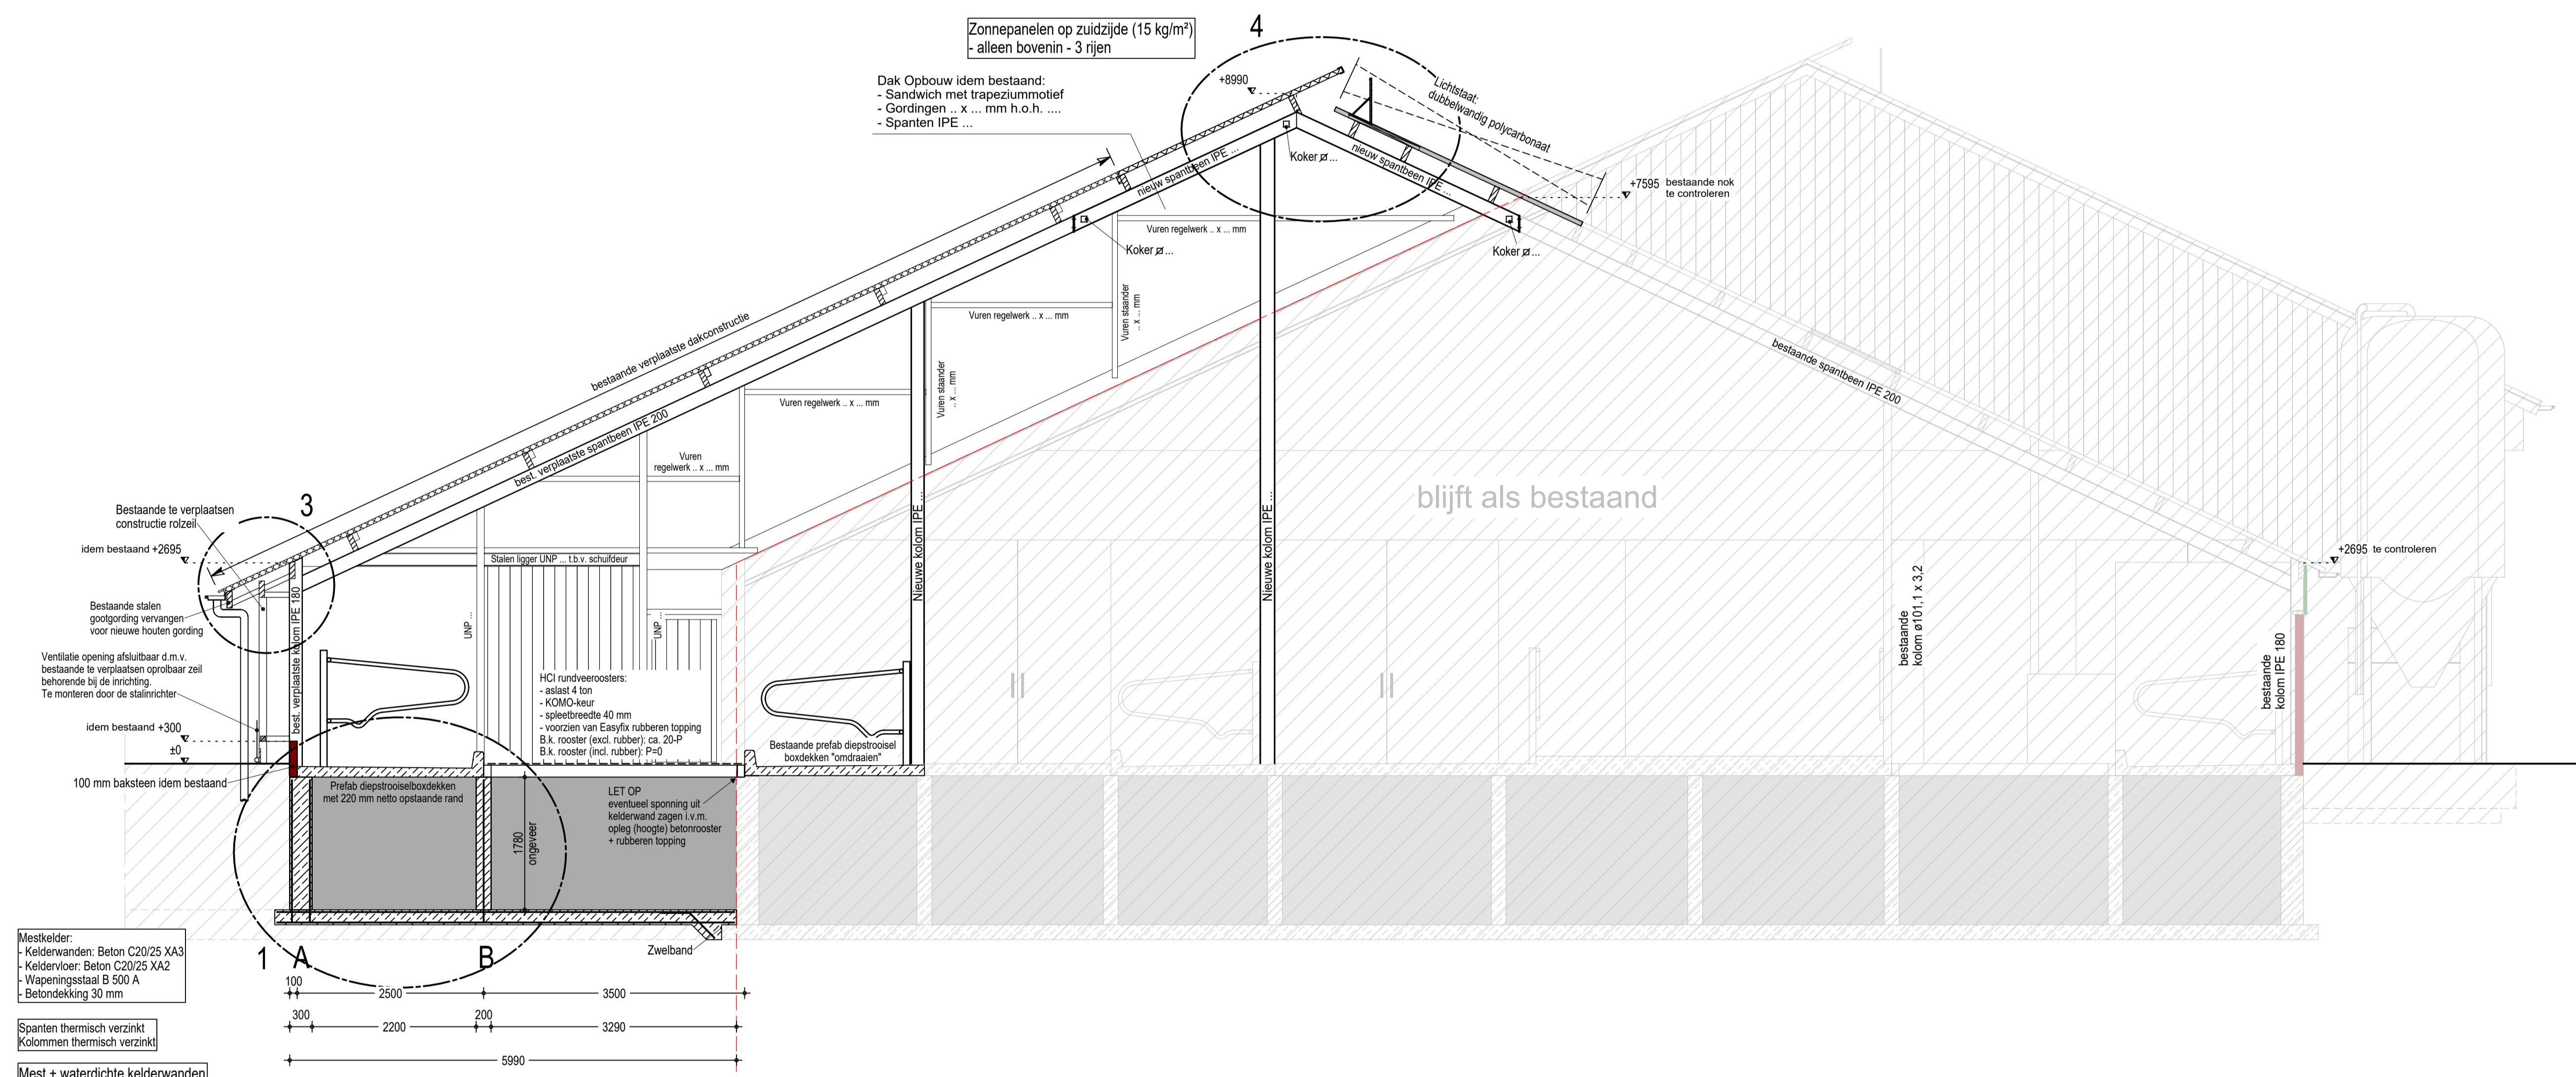 Zonnepanelen op zuidzijde (15 kg/m²)
- alleen bovenin - 3 rijen
4
Dak Opbouw idem bestaand:
- Sandwich met trapeziummotief
- Gordingen .. x ... mm h.o.h. ....
- Spanten IPE ...
+8990
Lichtstaat:
dubbelwandig polycarbonaat
nieuw spantbeen IPE ...
nieuw spantbeen IPE ...
Koker ⌀ ...
+7595 bestaande nok
te controleren
Vuren regelwerk .. x ... mm
Koker ⌀ ...
Koker ⌀ ...
Vuren staander
.. x ... mm
Vuren regelwerk .. x ... mm
bestaande verplaatste dakconstructie
bestaande spantbeen IPE 200
Vuren staander
.. x ... mm
Vuren regelwerk .. x ... mm
best. verplaatste spantbeen IPE 200
Vuren
regelwerk .. x ... mm
blijft als bestaand
3
Bestaande te verplaatsen
constructie rolzeil
idem bestaand +2695
Stalen ligger UNP ... t.b.v. schuifdeur
Nieuwe kolom IPE ...
Nieuwe kolom IPE ...
+2695 te controleren
Bestaande stalen
gootgording vervangen
voor nieuwe houten gording
best. verplaatste kolom IPE 180
UNP ...
UNP ...
bestaande
kolom ø101,1 x 3,2
bestaande
kolom IPE 180
Ventilatie opening afsluitbaar d.m.v.
bestaande te verplaatsen oprolbaar zeil
behorende bij de inrichting.
Te monteren door de stalinrichter
HCI rundveeroosters:
- aslast 4 ton
- KOMO-keur
- spleetbreedte 40 mm
- voorzien van Easyfix rubberen topping
B.k. rooster (excl. rubber): ca. 20-P
B.k. rooster (incl. rubber): P=0
idem bestaand +300
±0
Bestaande prefab diepstrooisel
boxdekken "omdraaien"
100 mm baksteen idem bestaand
Prefab diepstrooiselboxdekken
met 220 mm netto opstaande rand
LET OP
eventueel sponning uit
kelderwand zagen i.v.m.
opleg (hoogte) betonrooster
+ rubberen topping
1780
ongeveer
Zwelband
1
A
B
Mestkelder:
- Kelderwanden: Beton C20/25 XA3
- Keldervloer: Beton C20/25 XA2
- Wapeningsstaal B 500 A
- Betondekking 30 mm
100
2500
3500
300
2200
200
3290
Spanten thermisch verzinkt
Kolommen thermisch verzinkt
5990
Mest + waterdichte kelderwanden